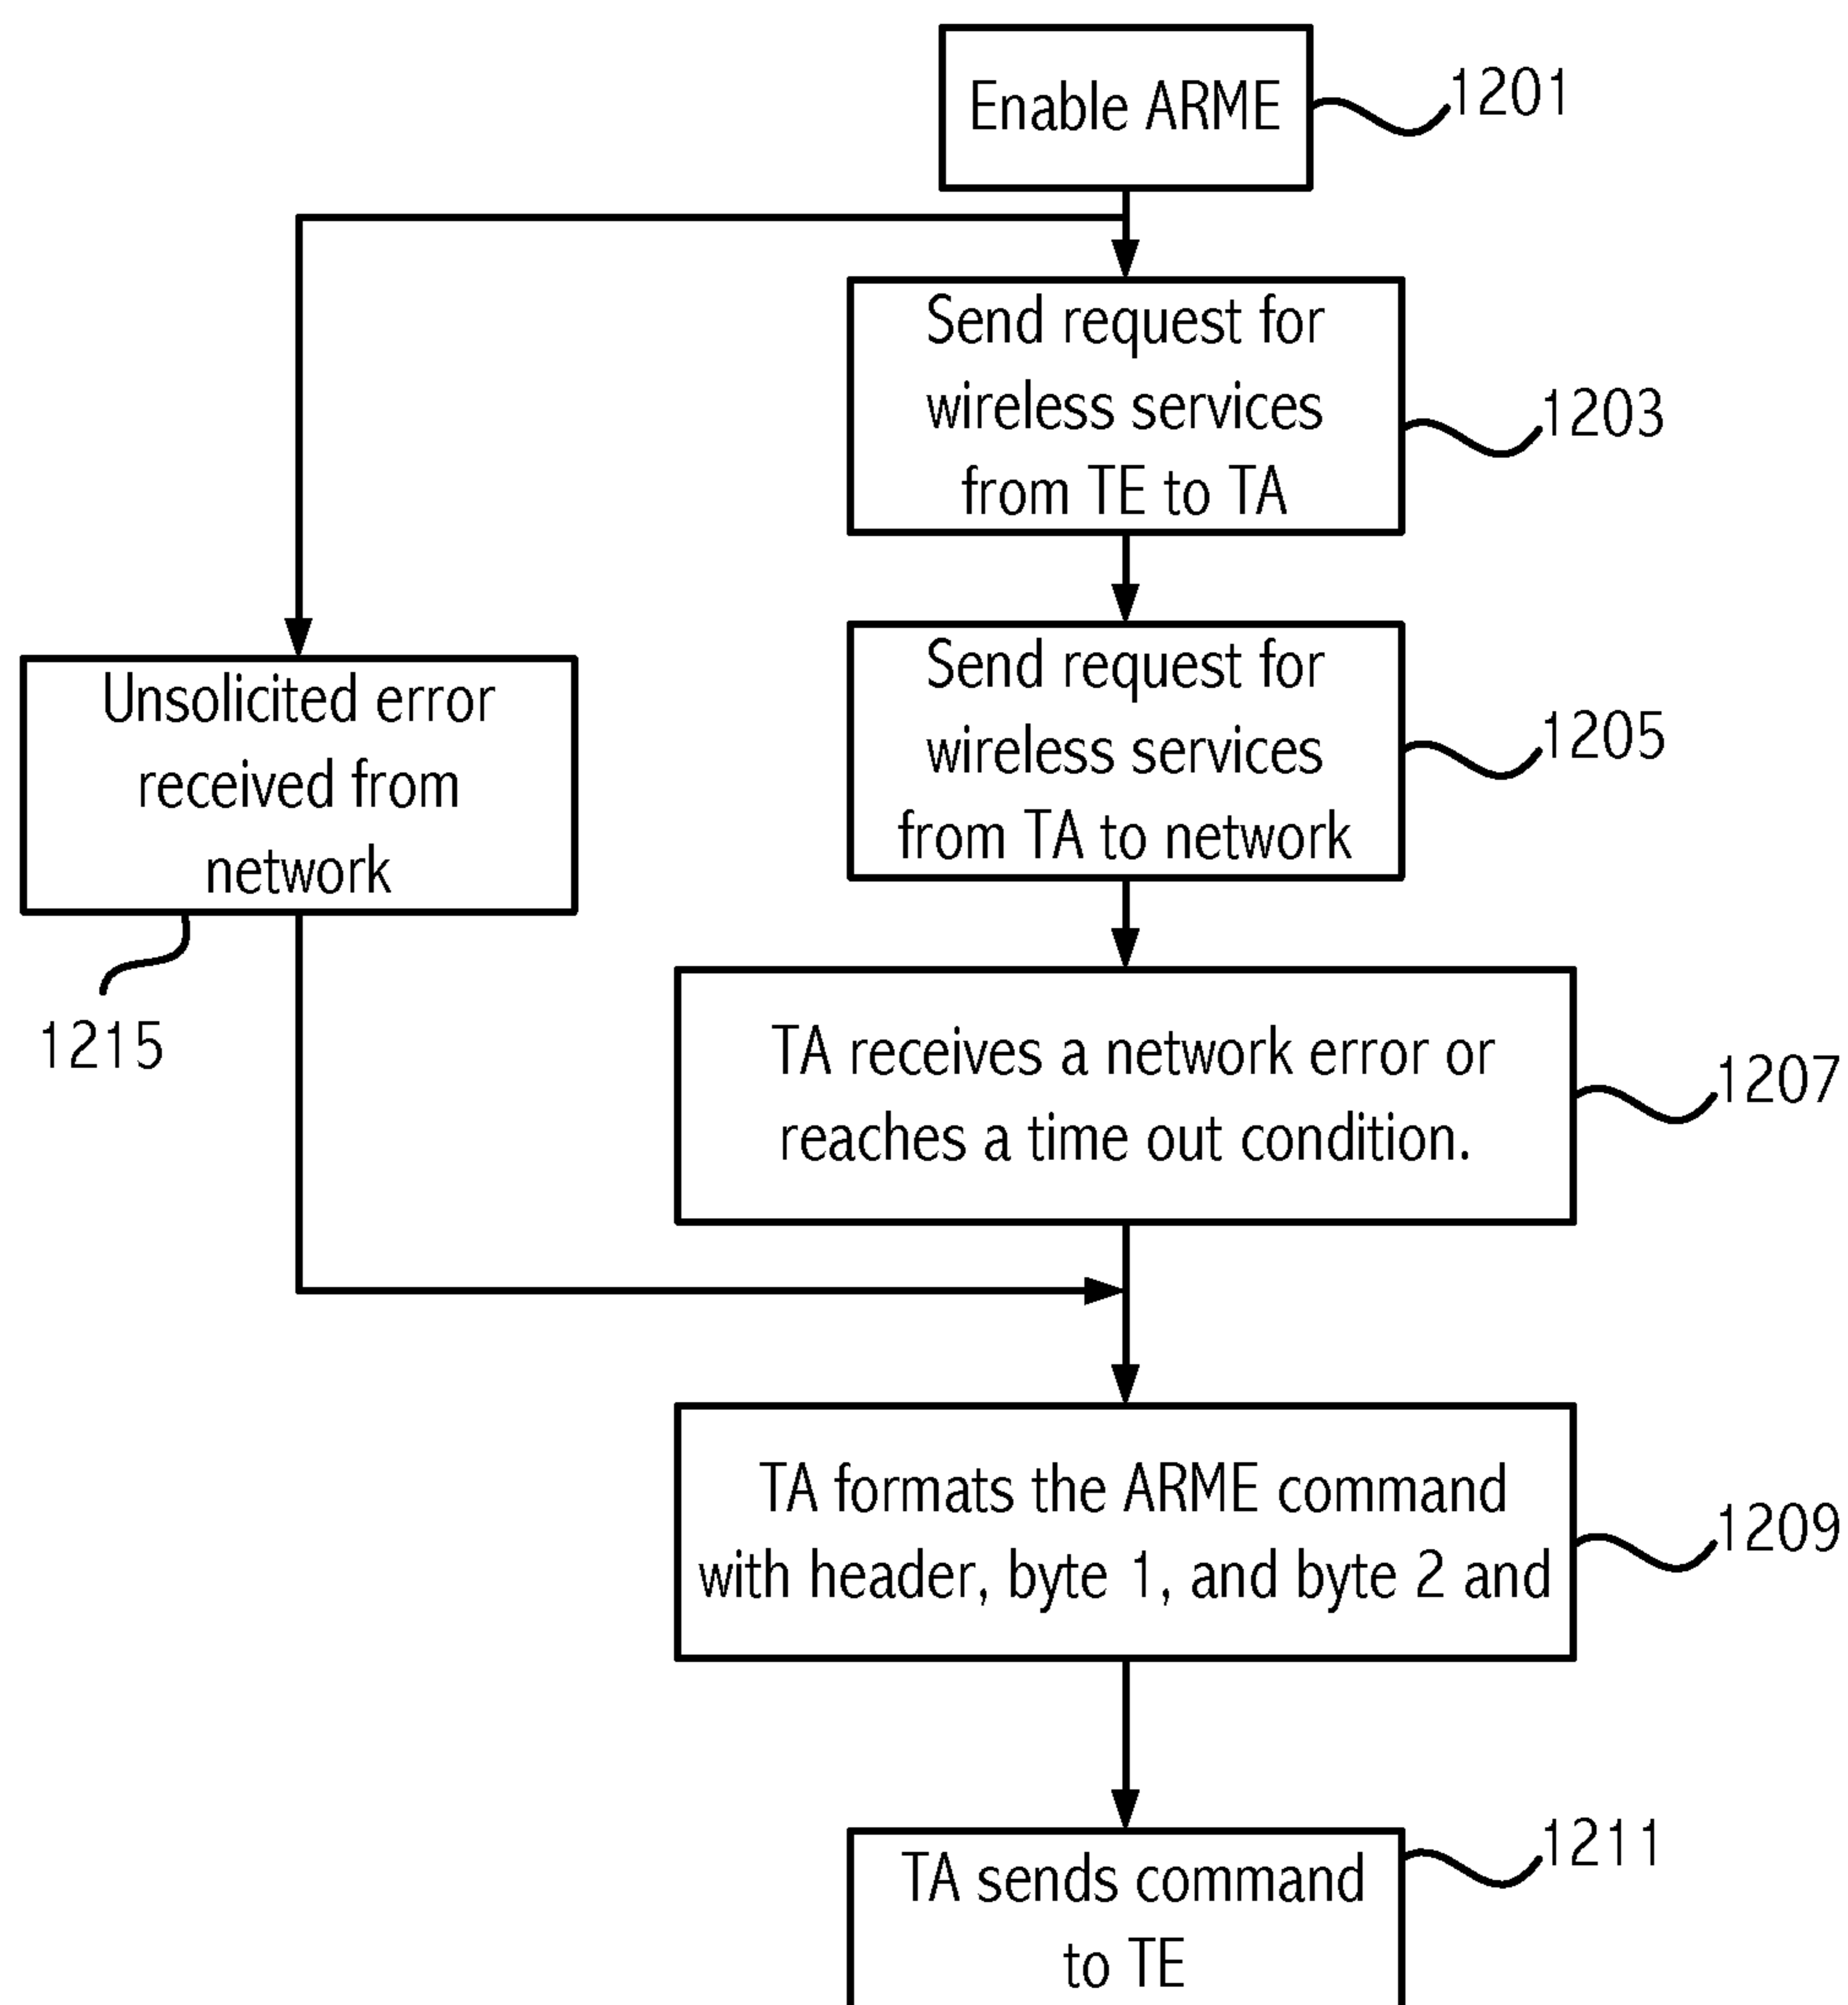 Enable ARME
1201
Send request for
wireless services
from TE to TA
1203
Send request for
wireless services
from TA to network
1205
Unsolicited error
received from
network
1215
TA receives a network error or
reaches a time out condition.
1207
TA formats the ARME command
with header, byte 1, and byte 2 and
1209
TA sends command
to TE
1211